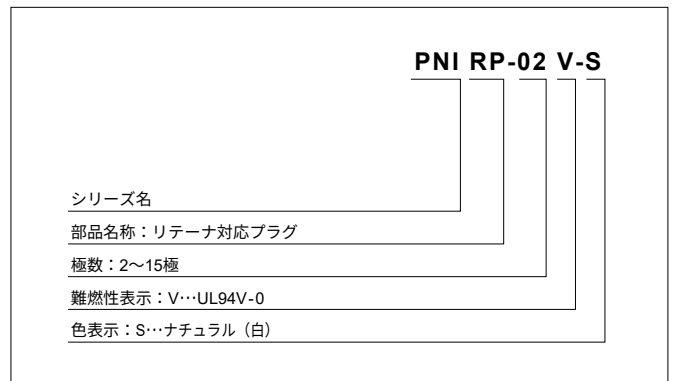 PNI RP-02 V-S
シリーズ名
部品名称：リテーナ対応プラグ
極数：2〜15極
難燃性表示：V…UL94V-0
色表示：S…ナチュラル（白）